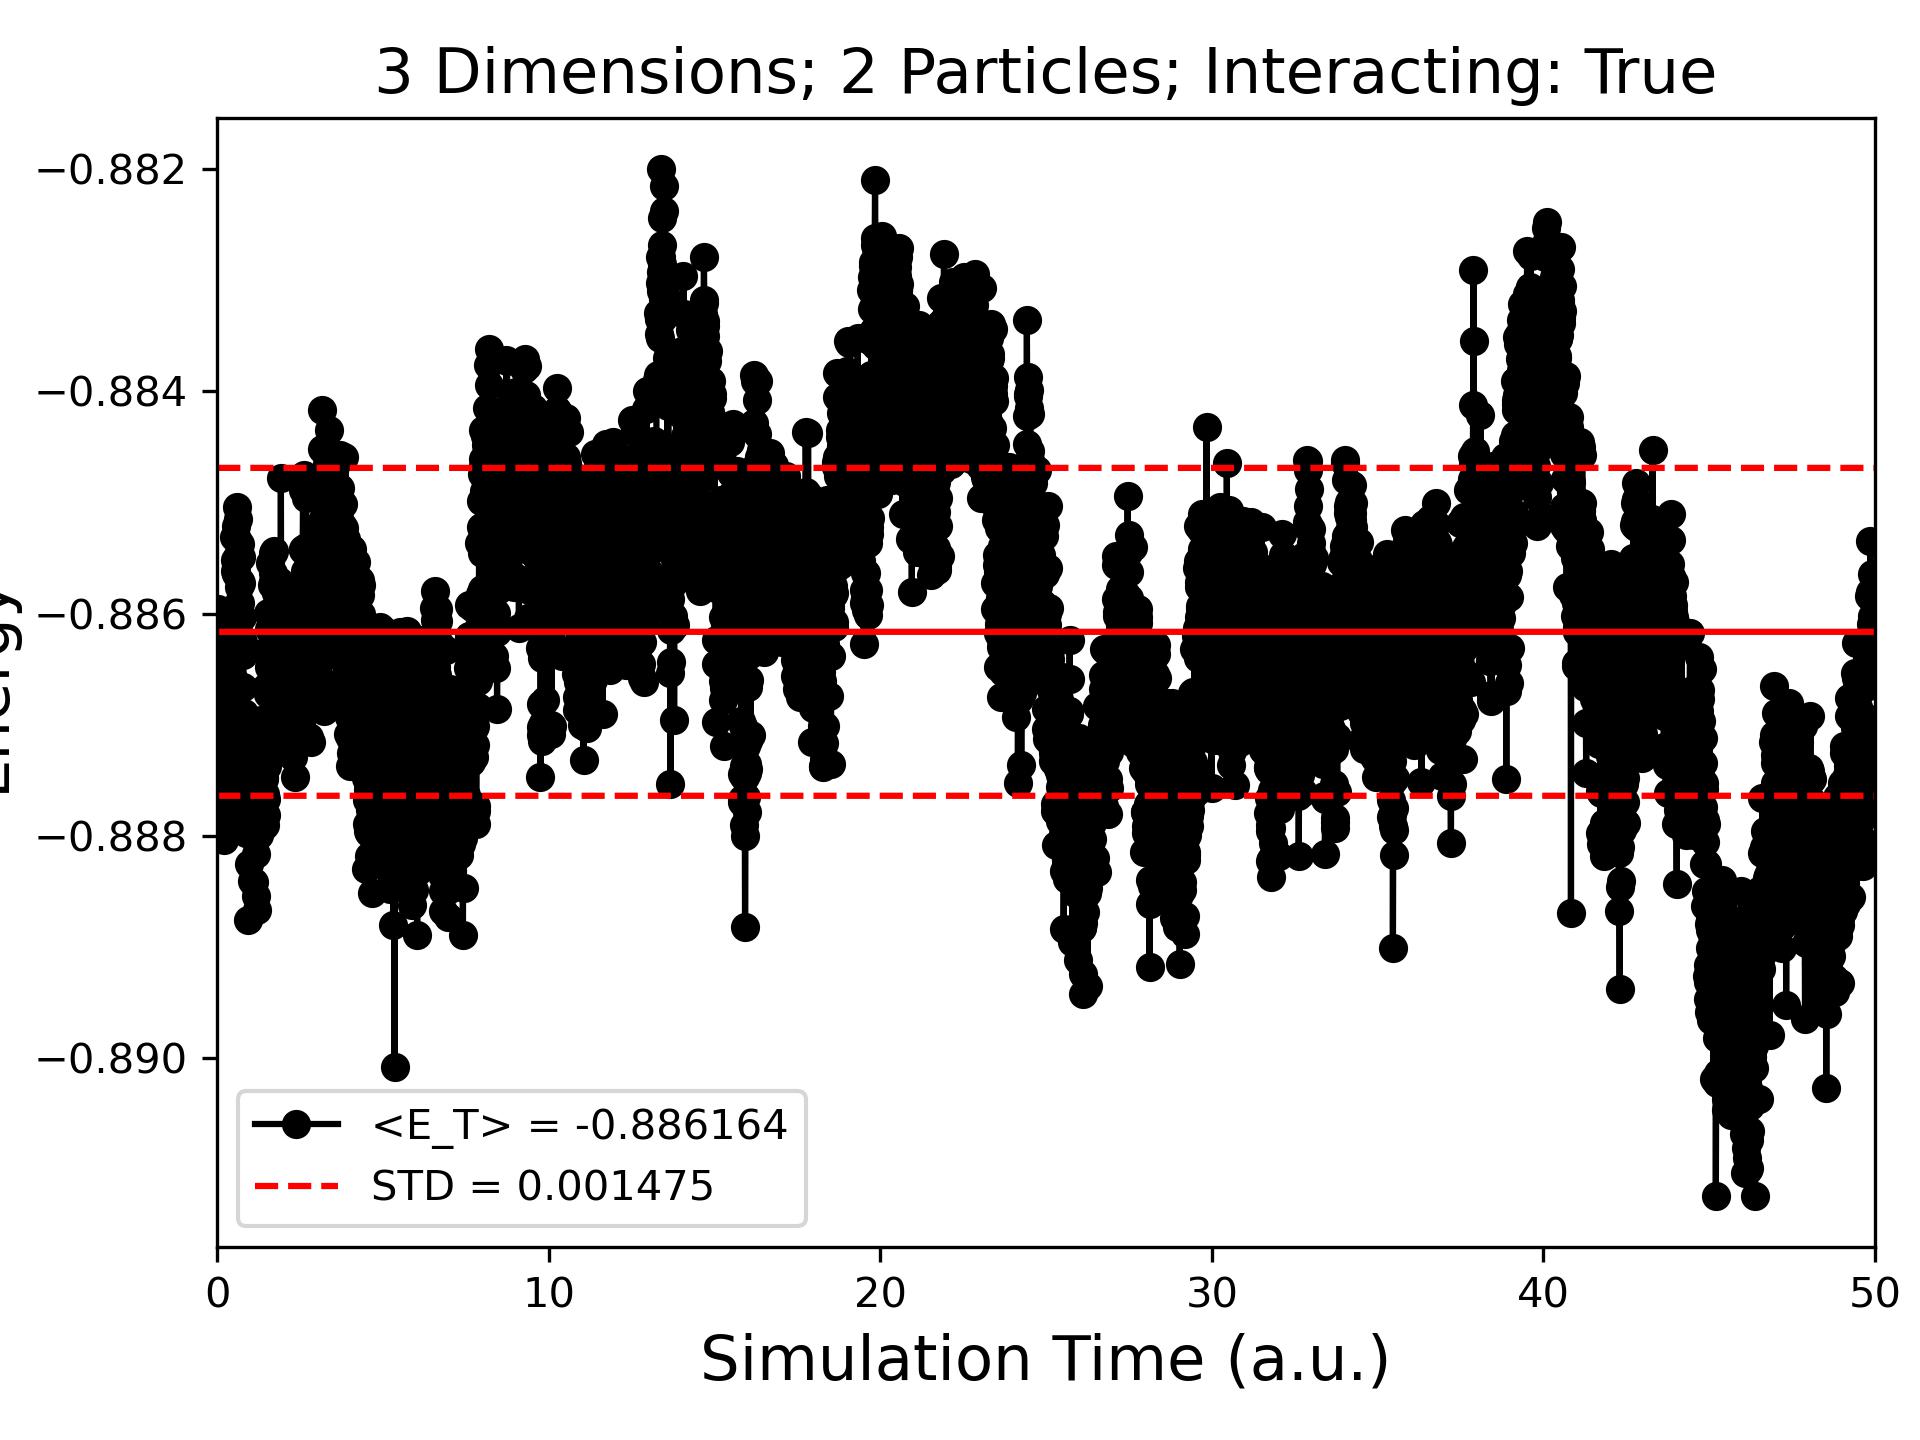 3 Dimensions; 2 Particles; Interacting: True
−0.882
−0.884
−0.886
−0.888
−0.890
Energy
<E_T> = -0.886164
STD = 0.001475
0 10 20 30 40 50
Simulation Time (a.u.)